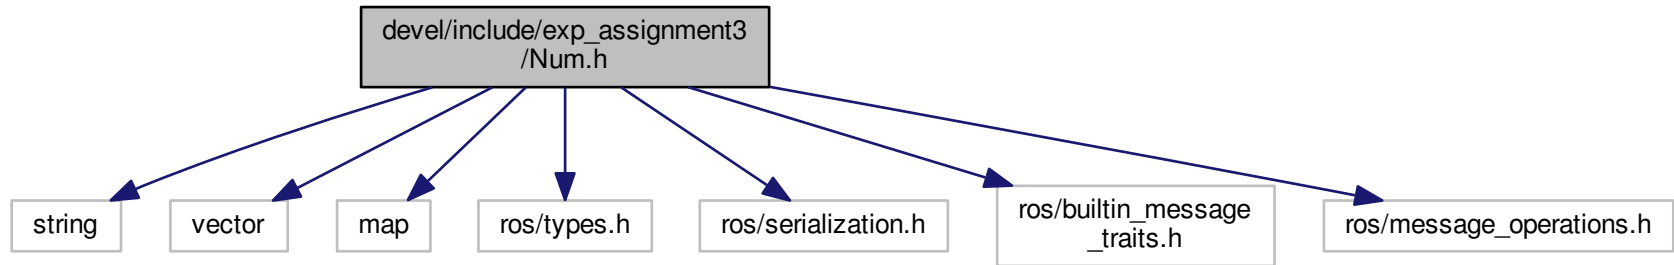 devel/include/exp_assignment3
/Num.h
string
vector
map
ros/types.h
ros/serialization.h
ros/builtin_message
_traits.h
ros/message_operations.h